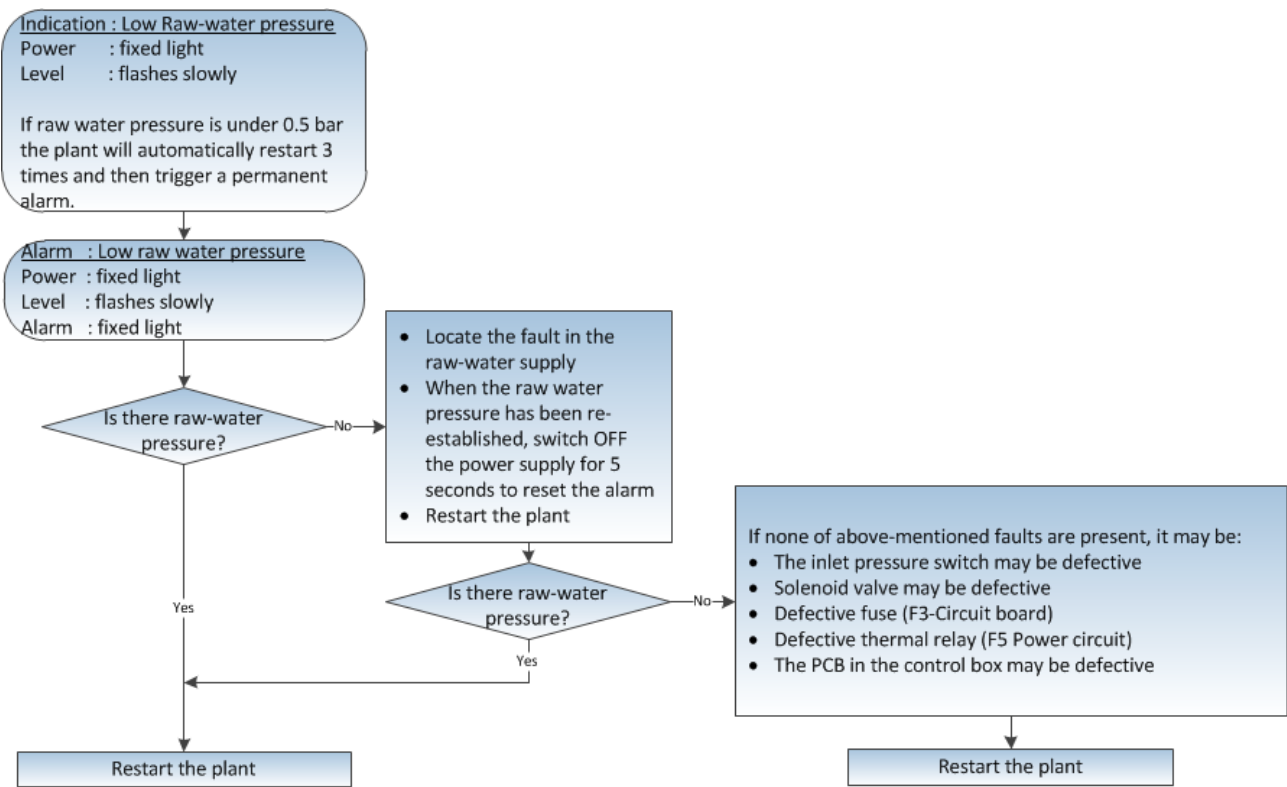 Indication : Low Raw-water pressure
Power : fixed light
Level : flashes slowly
If raw water pressure is under 0.5 bar
the plant will automatically restart 3
times and then trigger a permanent
alarm.
Alarm : Low raw water pressure
Power : fixed light
Level : flashes slowly
Alarm : fixed light
Is there raw-water
pressure?
No
• Locate the fault in the
raw-water supply
• When the raw water
pressure has been re-
established, switch OFF
the power supply for 5
seconds to reset the alarm
• Restart the plant
Is there raw-water
pressure?
No
If none of above-mentioned faults are present, it may be:
• The inlet pressure switch may be defective
• Solenoid valve may be defective
• Defective fuse (F3-Circuit board)
• Defective thermal relay (F5 Power circuit)
• The PCB in the control box may be defective
Yes
Yes
Restart the plant
Restart the plant